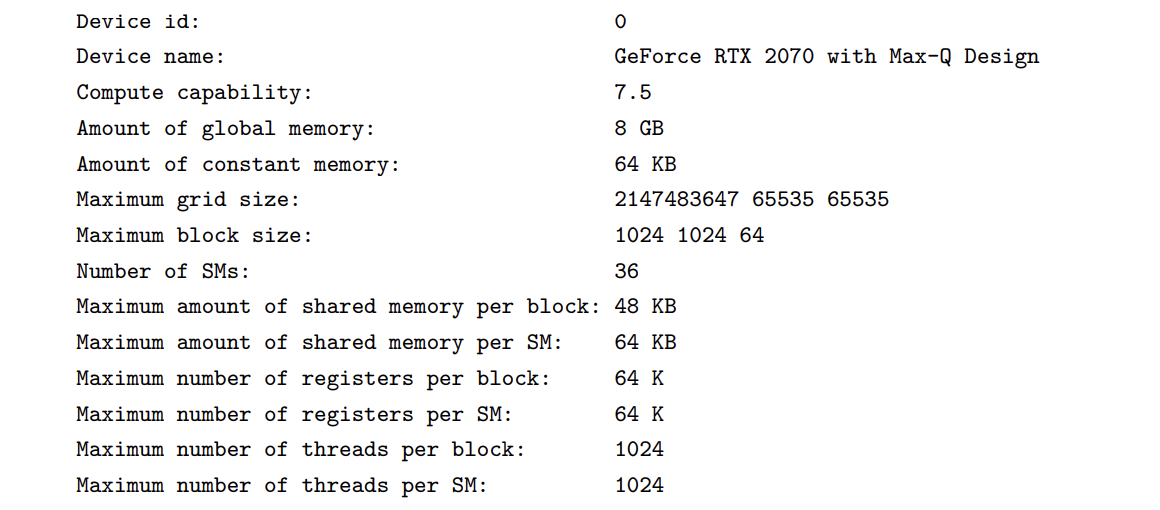 Device id: 0
Device name: GeForce RTX 2070 with Max-Q Design
Compute capability: 7.5
Amount of global memory: 8 GB
Amount of constant memory: 64 KB
Maximum grid size: 2147483647 65535 65535
Maximum block size: 1024 1024 64
Number of SMs: 36
Maximum amount of shared memory per block: 48 KB
Maximum amount of shared memory per SM: 64 KB
Maximum number of registers per block: 64 K
Maximum number of registers per SM: 64 K
Maximum number of threads per block: 1024
Maximum number of threads per SM: 1024